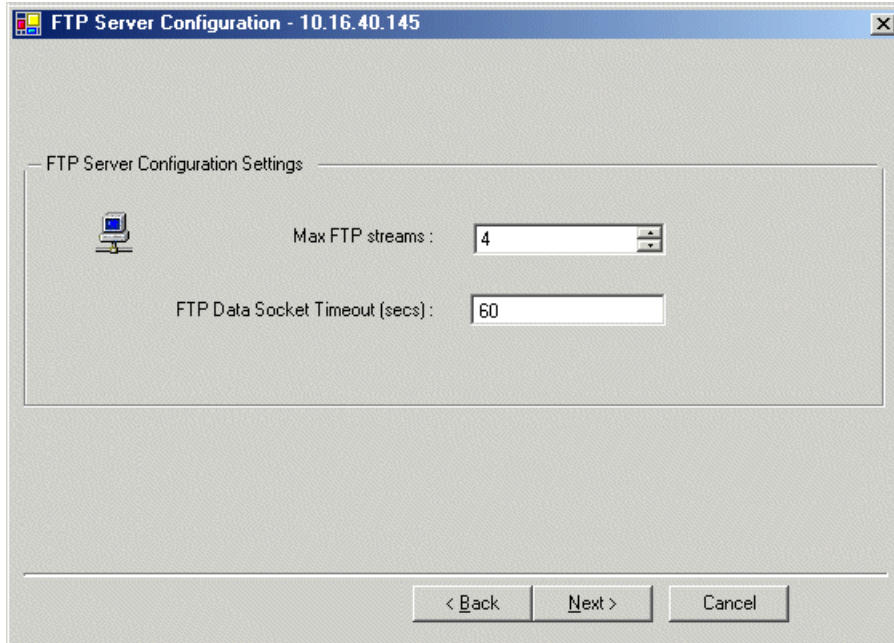 FTP Server Configuration - 10.16.40.145
FTP Server Configuration Settings
Max FTP streams :
4
FTP Data Socket Timeout (secs) :
60
< Back
Next >
Cancel